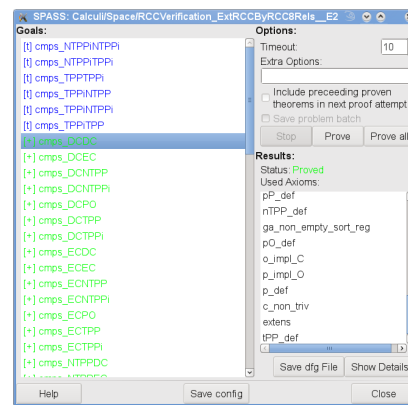 SPASS: Calculi/Space/RCCVerification_ExtRCCByRCC8Rels__E2
Goals:
[t] cmps_NTPPiNTPPi
[t] cmps_NTPPiTPPi
[t] cmps_TPPTPPi
[t] cmps_TPPiNTPP
[t] cmps_TPPiNTPPi
[t] cmps_TPPiTPP
[+] cmps_DCDC
[+] cmps_DCEC
[+] cmps_DCNTPP
[+] cmps_DCNTPPi
[+] cmps_DCPO
[+] cmps_DCTPP
[+] cmps_DCTPPi
[+] cmps_ECDC
[+] cmps_ECEC
[+] cmps_ECNTPP
[+] cmps_ECNTPPi
[+] cmps_ECPO
[+] cmps_ECTPP
[+] cmps_ECTPPi
[+] cmps_NTPPDC
[+] cmps_NTPPEC
Options:
Timeout:
10
Extra Options:
Include preceeding proven
theorems in next proof attempt
Save problem batch
Stop
Prove
Prove all
Results:
Status: Proved
Used Axioms:
pP_def
nTPP_def
ga_non_empty_sort_reg
pO_def
o_impl_C
p_impl_O
p_def
c_non_triv
extens
tPP_def
Save dfg File
Show Details
Help
Save config
Close